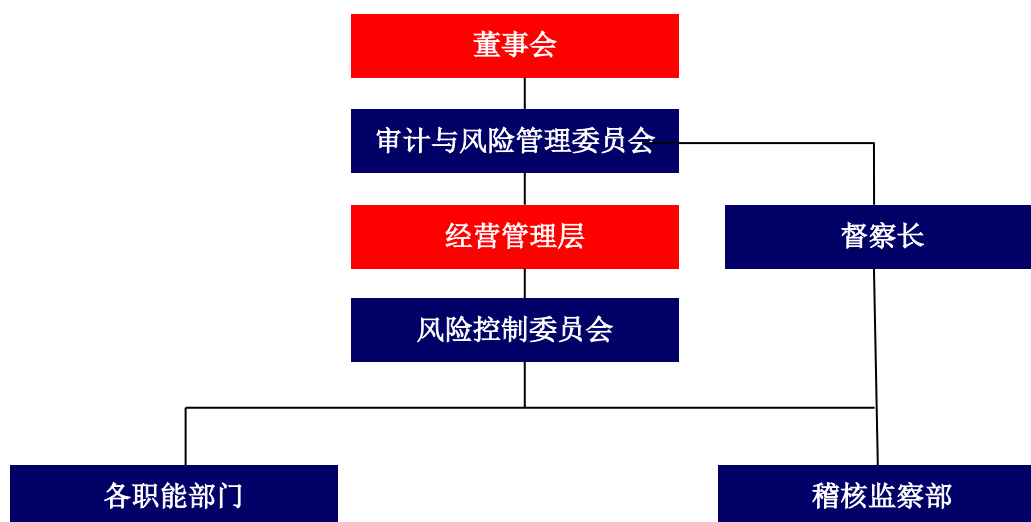 董事会
审计与风险管理委员会
经营管理层
督察长
风险控制委员会
各职能部门
稽核监察部